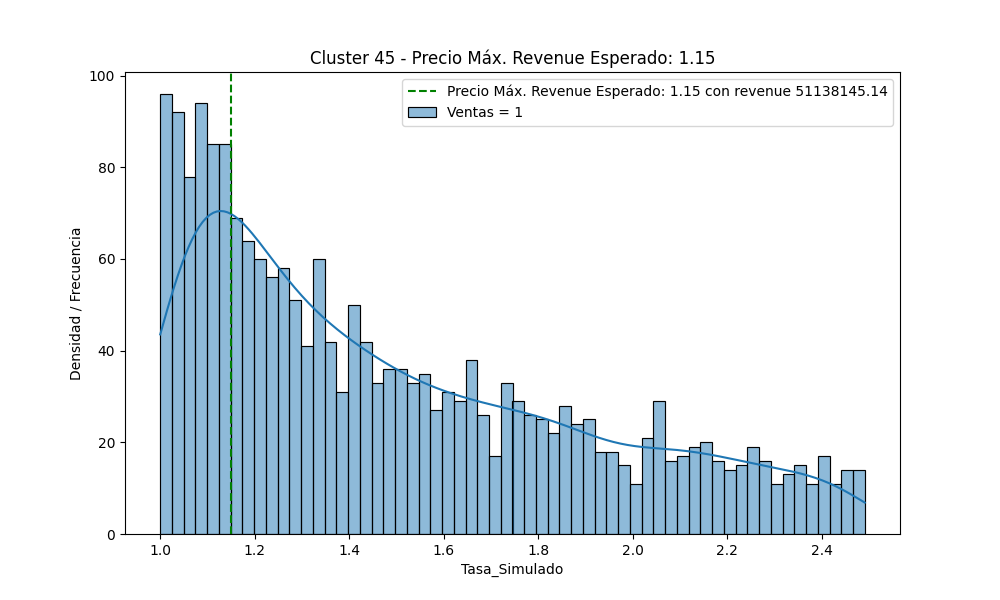 Cluster 45 - Precio Máx. Revenue Esperado: 1.15
Precio Máx. Revenue Esperado: 1.15 con revenue 51138145.14
Ventas = 1
Densidad / Frecuencia
100
80
60
40
20
0
1.0 1.2 1.4 1.6 1.8 2.0 2.2 2.4
Tasa_Simulado